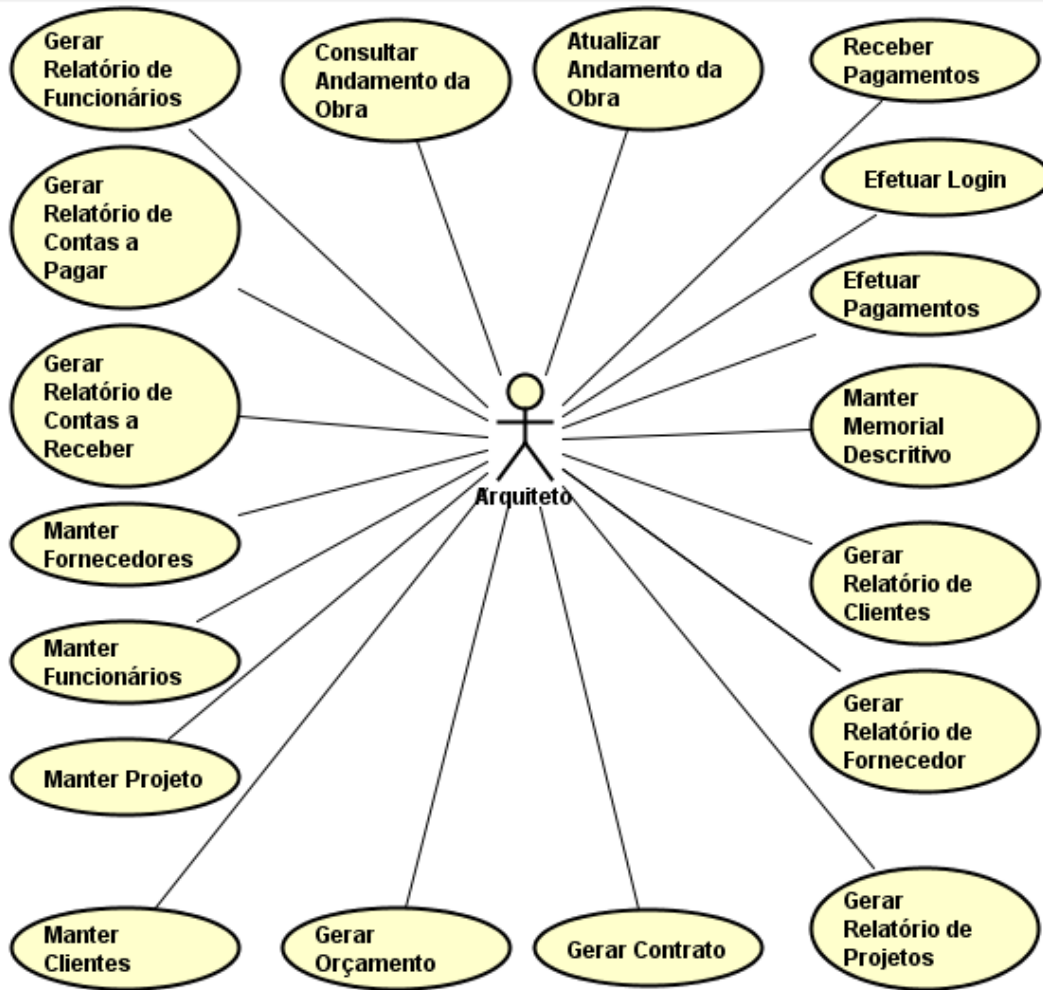 Gerar
Relatório de
Funcionários
Consultar
Andamento da
Obra
Atualizar
Andamento da
Obra
Receber
Pagamentos
Gerar
Relatório de
Contas a
Pagar
Efetuar Login
Efetuar
Pagamentos
Gerar
Relatório de
Contas a
Receber
Manter
Memorial
Descritivo
Arquiteto
Manter
Fornecedores
Gerar
Relatório de
Clientes
Manter
Funcionários
Gerar
Relatório de
Fornecedor
Manter Projeto
Manter
Clientes
Gerar
Orçamento
Gerar Contrato
Gerar
Relatório de
Projetos